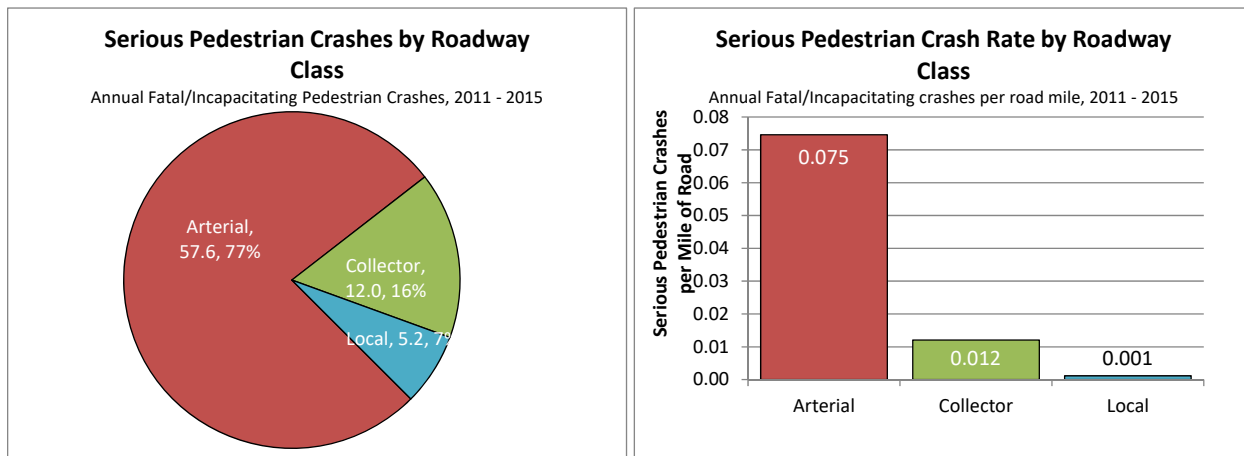 Serious Pedestrian Crashes by Roadway
Class
Annual Fatal/Incapacitating Pedestrian Crashes, 2011 - 2015
Arterial,
57.6, 77%
Collector,
12.0, 16%
Local, 5.2, 7%
Serious Pedestrian Crash Rate by Roadway
Class
Annual Fatal/Incapacitating crashes per road mile, 2011 - 2015
Serious Pedestrian Crashes
per Mile of Road
0.08
0.07
0.06
0.05
0.04
0.03
0.02
0.01
0.00
0.075
0.012
0.001
Arterial
Collector
Local